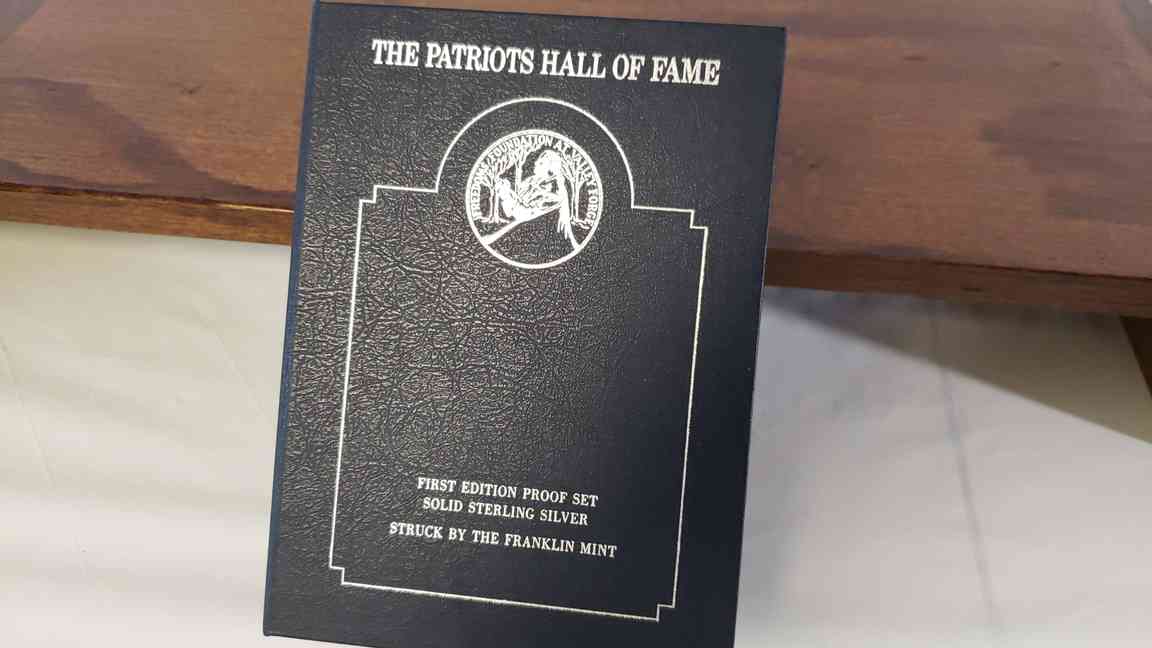 THE PATRIOTS HALL OF FAME
FREEDOMS FOUNDATION AT VALLEY FORGE
FIRST EDITION PROOF SET
SOLID STERLING SILVER
STRUCK BY THE FRANKLIN MINT